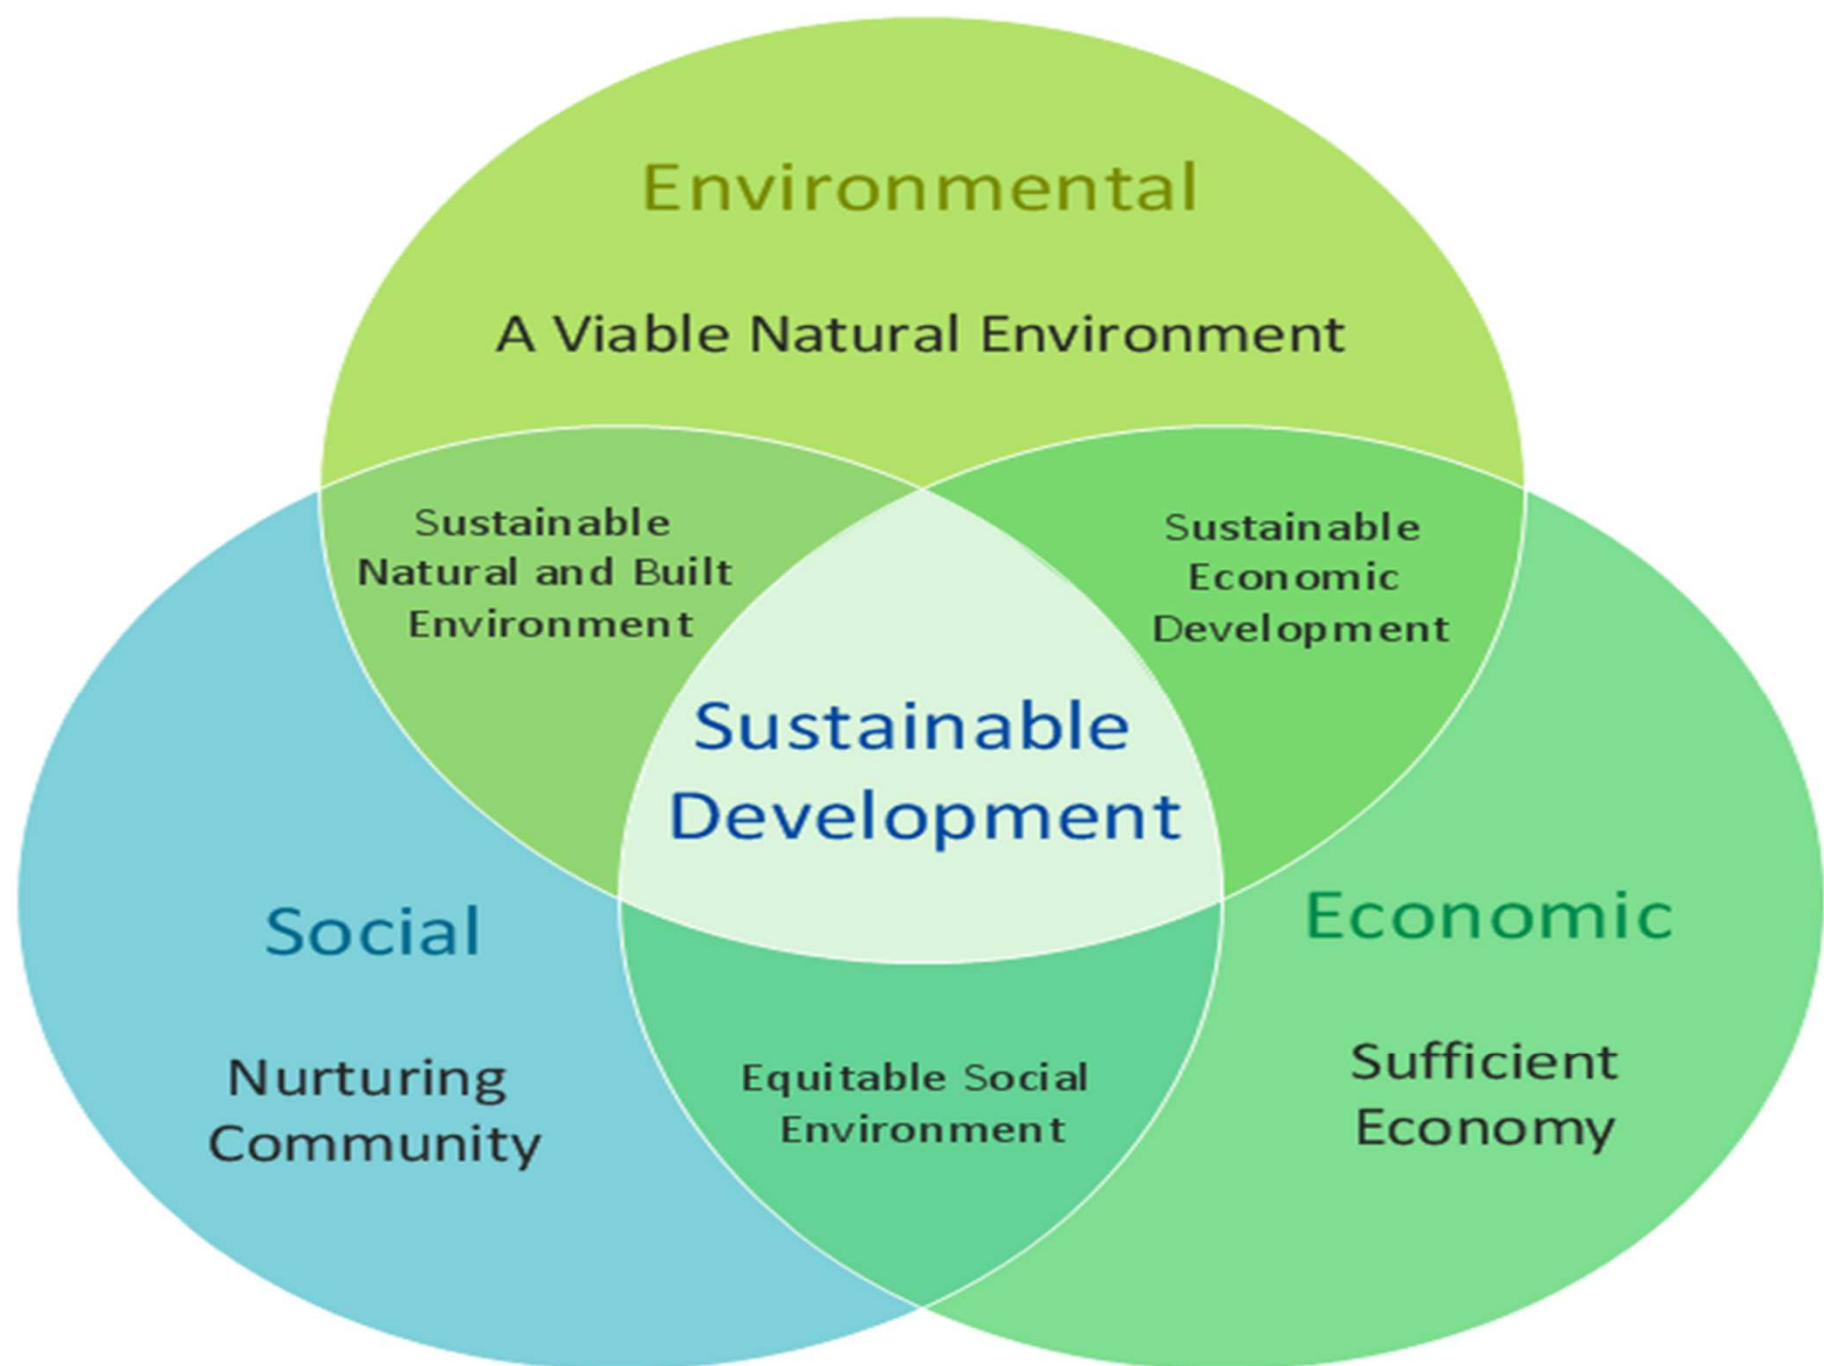 Environmental
A Viable Natural Environment
Sustainable
Natural and Built
Environment
Sustainable
Economic
Development
Sustainable
Development
Social
Nurturing
Community
Economic
Sufficient
Economy
Equitable Social
Environment